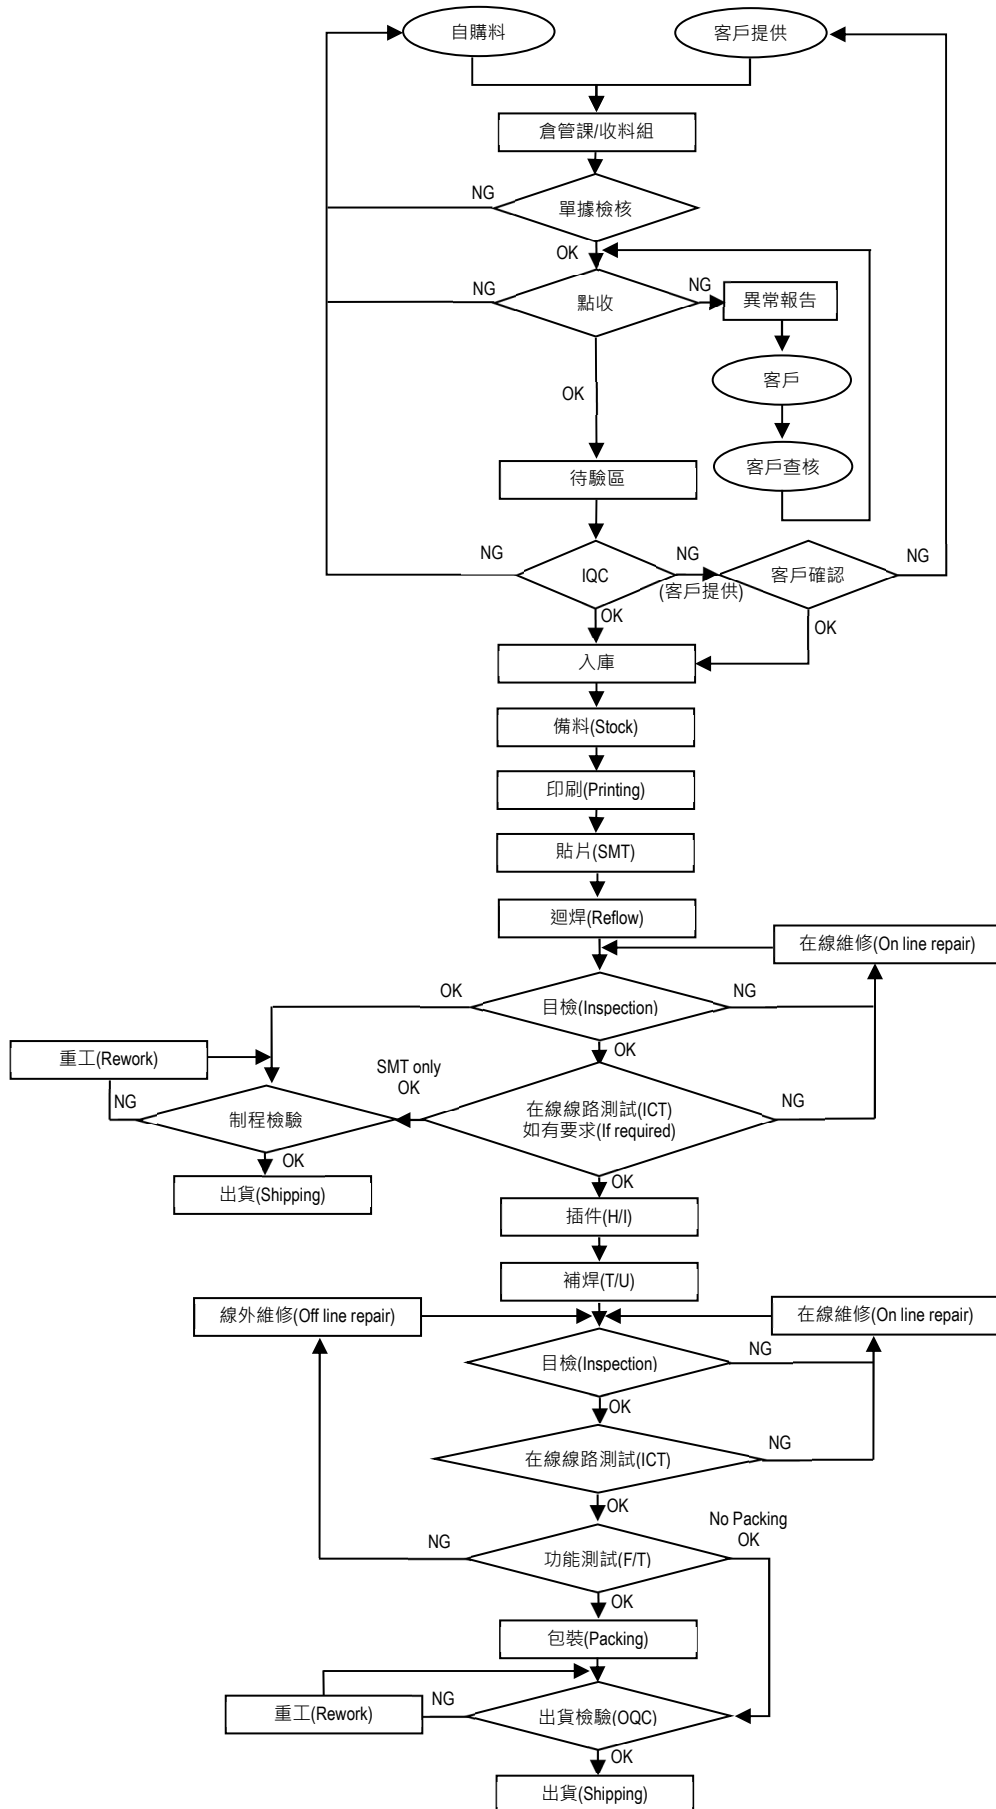 自購料
客戶提供
倉管課/收料組
NG
單據檢核
OK
NG
點收
NG
異常報告
客戶
OK
客戶查核
待驗區
NG
IQC
NG
(客戶提供)
客戶確認
NG
OK
OK
入庫
備料(Stock)
印刷(Printing)
貼片(SMT)
迴焊(Reflow)
在線維修(On line repair)
OK
目檢(Inspection)
NG
OK
重工(Rework)
SMT only
OK
NG
制程檢驗
在線線路測試(ICT)
如有要求(If required)
NG
OK
出貨(Shipping)
OK
插件(H/I)
補焊(T/U)
線外維修(Off line repair)
在線維修(On line repair)
目檢(Inspection)
NG
OK
在線線路測試(ICT)
NG
OK
No Packing
OK
NG
功能測試(F/T)
OK
包裝(Packing)
重工(Rework)
NG
出貨檢驗(OQC)
OK
出貨(Shipping)